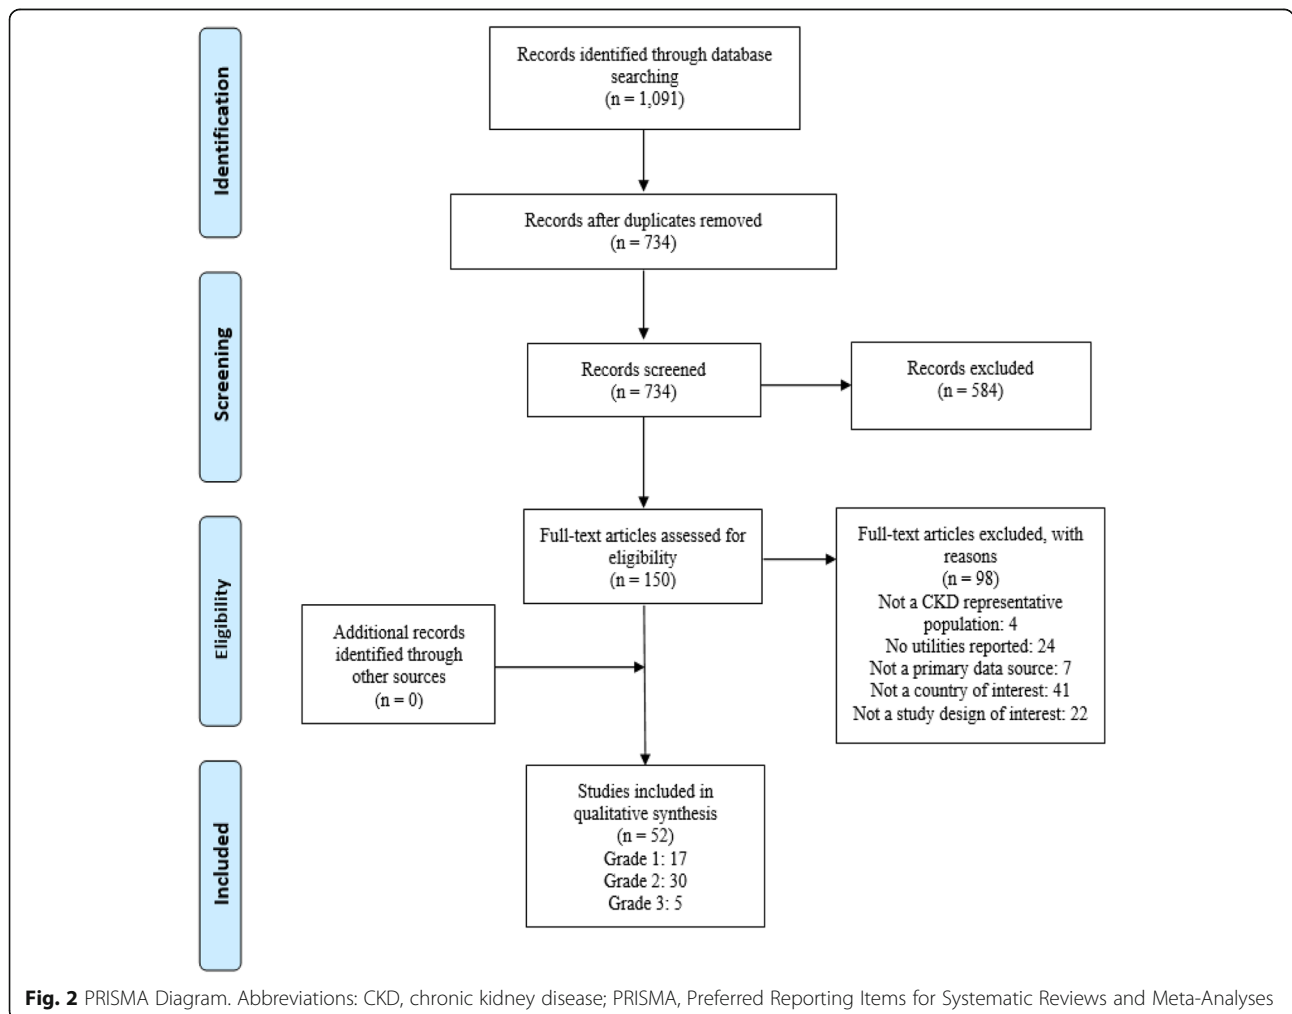 Identification
Records identified through database
searching
(n = 1,091)
Records after duplicates removed
(n = 734)
Screening
Records screened
(n = 734)
Records excluded
(n = 584)
Eligibility
Full-text articles assessed for
eligibility
(n = 150)
Full-text articles excluded, with
reasons
(n = 98)
Not a CKD representative
population: 4
No utilities reported: 24
Not a primary data source: 7
Not a country of interest: 41
Not a study design of interest: 22
Additional records
identified through
other sources
(n = 0)
Included
Studies included in
qualitative synthesis
(n = 52)
Grade 1: 17
Grade 2: 30
Grade 3: 5
Fig. 2 PRISMA Diagram. Abbreviations: CKD, chronic kidney disease; PRISMA, Preferred Reporting Items for Systematic Reviews and Meta-Analyses